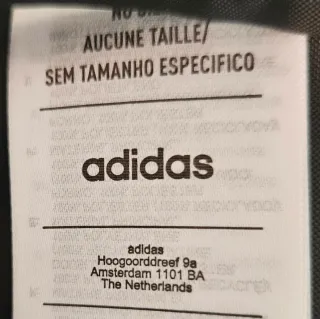 AUCUNE TAILLE/
SEM TAMANHO ESPECIFICO
adidas
adidas
Hoogoorddreef 9a
Amsterdam 1101 BA
The Netherlands